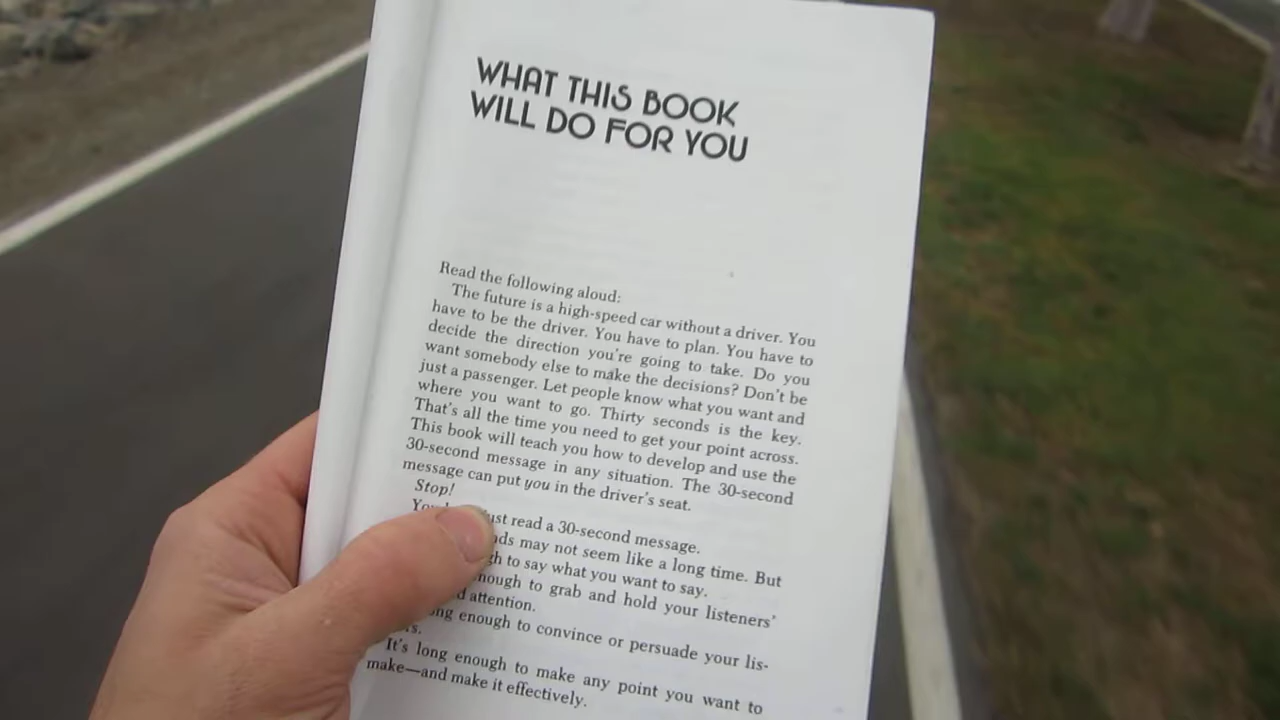 WHAT THIS BOOK
WILL DO FOR YOU
Read the following aloud:
The future is a high-speed car without a driver. You
have to be the driver. You have to plan. You have to
decide the direction you're going to take. Do you
want somebody else to make the decisions? Don't be
just a passenger. Let people know what you want and
where you want to go. Thirty seconds is the key.
That's all the time you need to get your point across.
This book will teach you how to develop and use the
30-second message in any situation. The 30-second
message can put you in the driver's seat.
Stop!
read a 30-second message.
may not seem like a long time. But
to say what you want to say.
to grab and hold your listeners'
attention.
enough to convince or persuade your lis-
It's long enough to make any point you want to
make—and make it effectively.